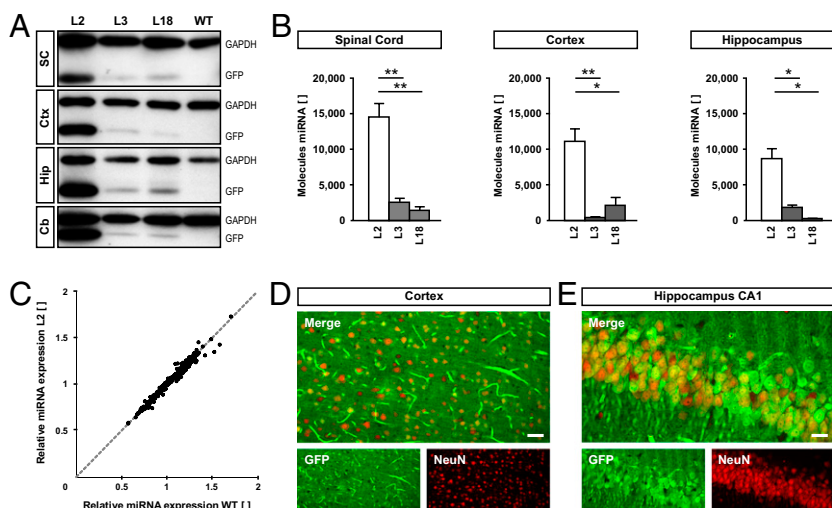 A
L2 L3 L18 WT
SC
GAPDH
GFP
Ctx
GAPDH
GFP
Hip
GAPDH
GFP
Cb
GAPDH
GFP
B
Spinal Cord
Molecules miRNA [ ]
20,000
15,000
10,000
5,000
0
**
**
L2
L3
L18
Cortex
Molecules miRNA [ ]
20,000
15,000
10,000
5,000
0
**
*
L2
L3
L18
Hippocampus
Molecules miRNA [ ]
20,000
15,000
10,000
5,000
0
*
*
L2
L3
L18
C
Relative miRNA expression L2 [ ]
2
1.5
1
0.5
0
0.5 1 1.5 2
Relative miRNA expression WT [ ]
D
Cortex
Merge
GFP
NeuN
E
Hippocampus CA1
Merge
GFP
NeuN